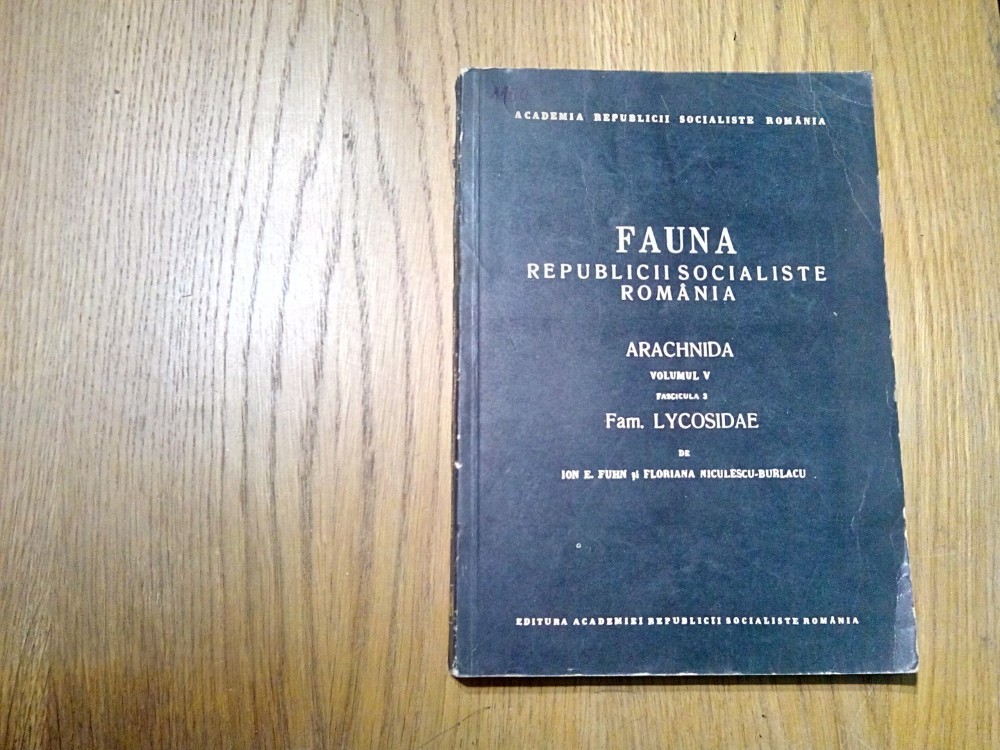 ACADEMIA REPUBLICII SOCIALISTE ROMÂNIA
FAUNA
REPUBLICII SOCIALISTE
ROMÂNIA
ARACHNIDA
VOLUMUL V
FASCICULA 3
Fam. LYCOSIDAE
DE
ION E. FUHN și FLORIANA NICULESCU-BURLACU
EDITURA ACADEMIEI REPUBLICII SOCIALISTE ROMÂNIA